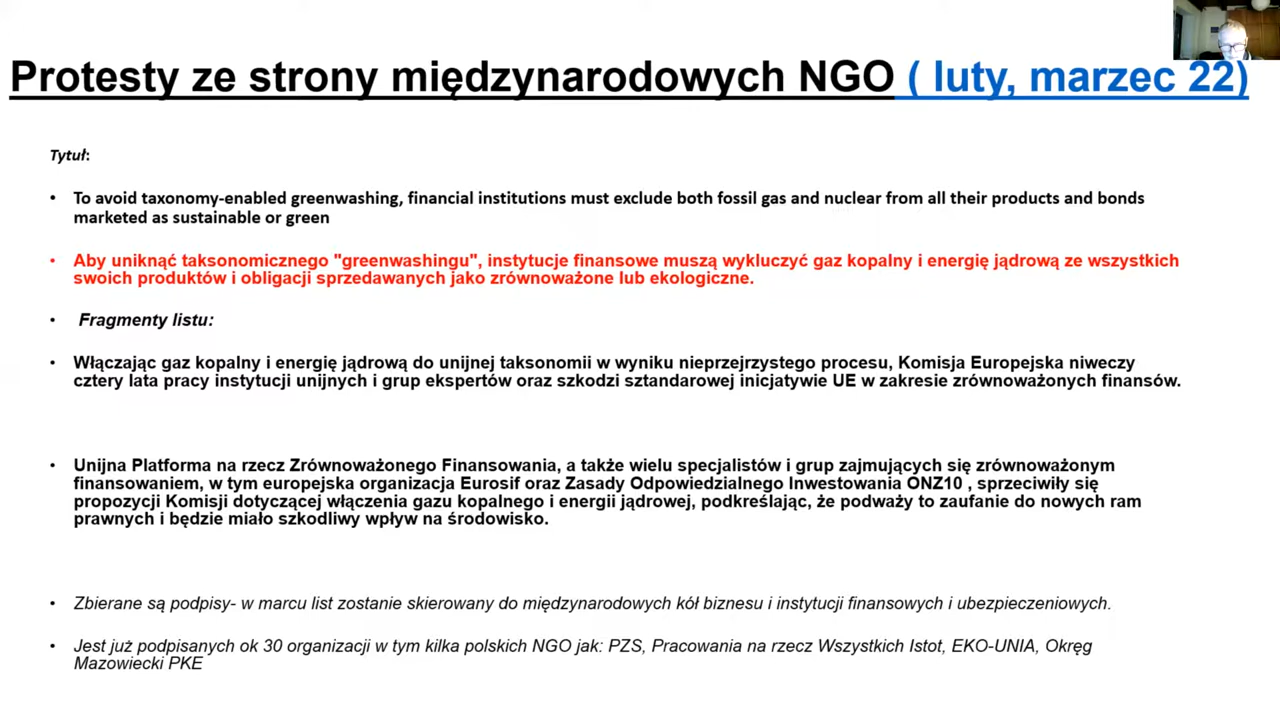 Protesty ze strony międzynarodowych NGO ( luty, marzec 22)
Tytuł:
• To avoid taxonomy-enabled greenwashing, financial institutions must exclude both fossil gas and nuclear from all their products and bonds
marketed as sustainable or green
• Aby uniknąć taksonomicznego "greenwashingu", instytucje finansowe muszą wykluczyć gaz kopalny i energię jądrową ze wszystkich
swoich produktów i obligacji sprzedawanych jako zrównoważone lub ekologiczne.
• Fragmenty listu:
• Włączając gaz kopalny i energię jądrową do unijnej taksonomii w wyniku nieprzejrzystego procesu, Komisja Europejska niweczy
cztery lata pracy instytucji unijnych i grup ekspertów oraz szkodzi sztandarowej inicjatywie UE w zakresie zrównoważonych finansów.
• Unijna Platforma na rzecz Zrównoważonego Finansowania, a także wielu specjalistów i grup zajmujących się zrównoważonym
finansowaniem, w tym europejska organizacja Eurosif oraz Zasady Odpowiedzialnego Inwestowania ONZ10 , sprzeciwiły się
propozycji Komisji dotyczącej włączenia gazu kopalnego i energii jądrowej, podkreślając, że podważy to zaufanie do nowych ram
prawnych i będzie miało szkodliwy wpływ na środowisko.
• Zbierane są podpisy- w marcu list zostanie skierowany do międzynarodowych kół biznesu i instytucji finansowych i ubezpieczeniowych.
• Jest już podpisanych ok 30 organizacji w tym kilka polskich NGO jak: PZS, Pracowania na rzecz Wszystkich Istot, EKO-UNIA, Okręg
Mazowiecki PKE